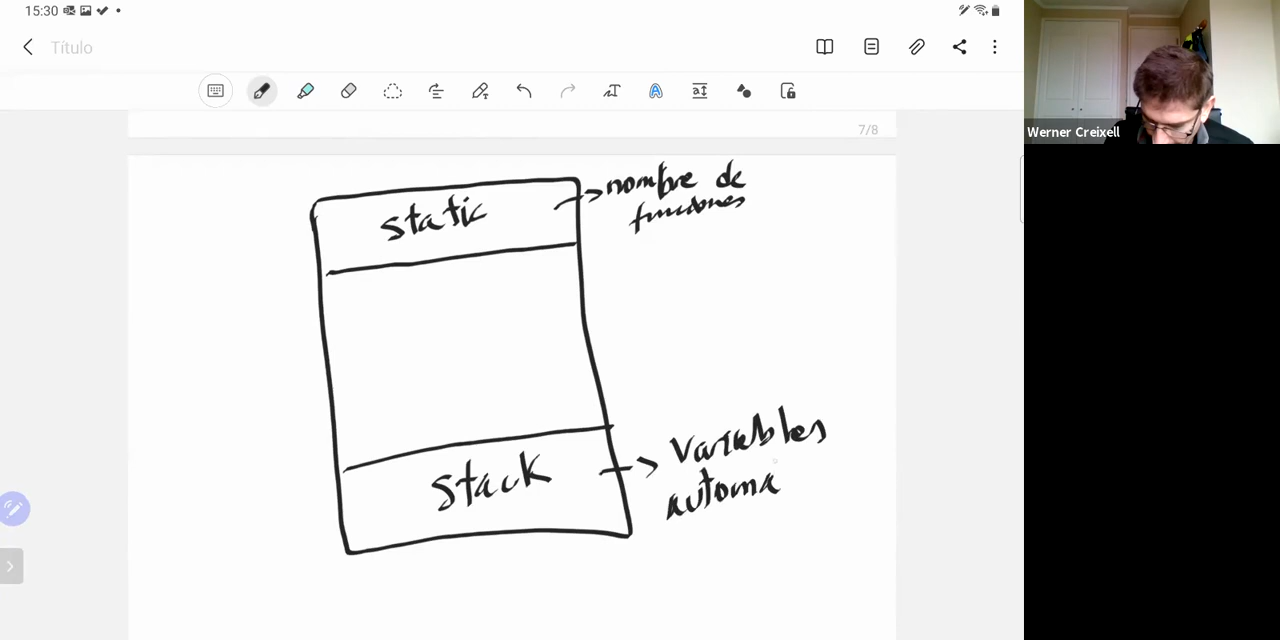 15:30
Título
7/8
static
nombre de
funciones
stack
variables
automa
Werner Creixell